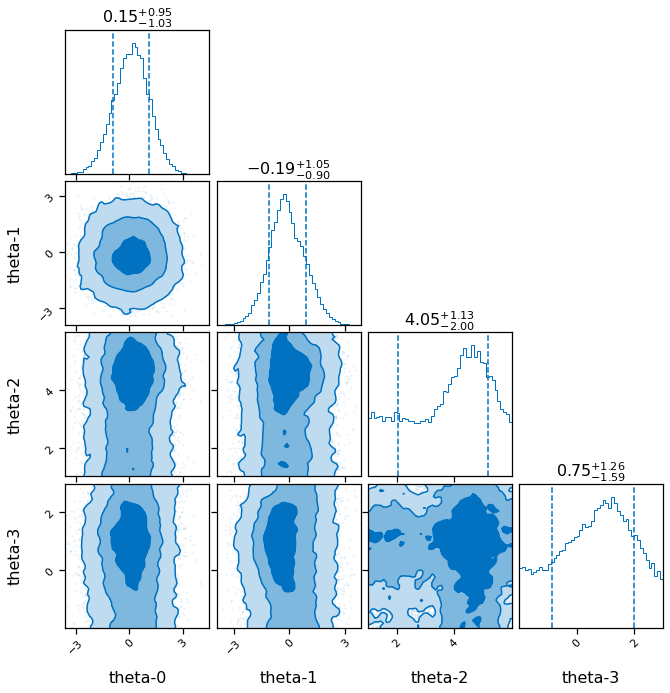 0.15+0.95−1.03
−0.19+1.05−0.90
3
0
−3
theta-1
4.05+1.13−2.00
4
2
theta-2
0.75+1.26−1.59
2
0
theta-3
−3 0 3
−3 0 3
2 4
0 2
theta-0 theta-1 theta-2 theta-3